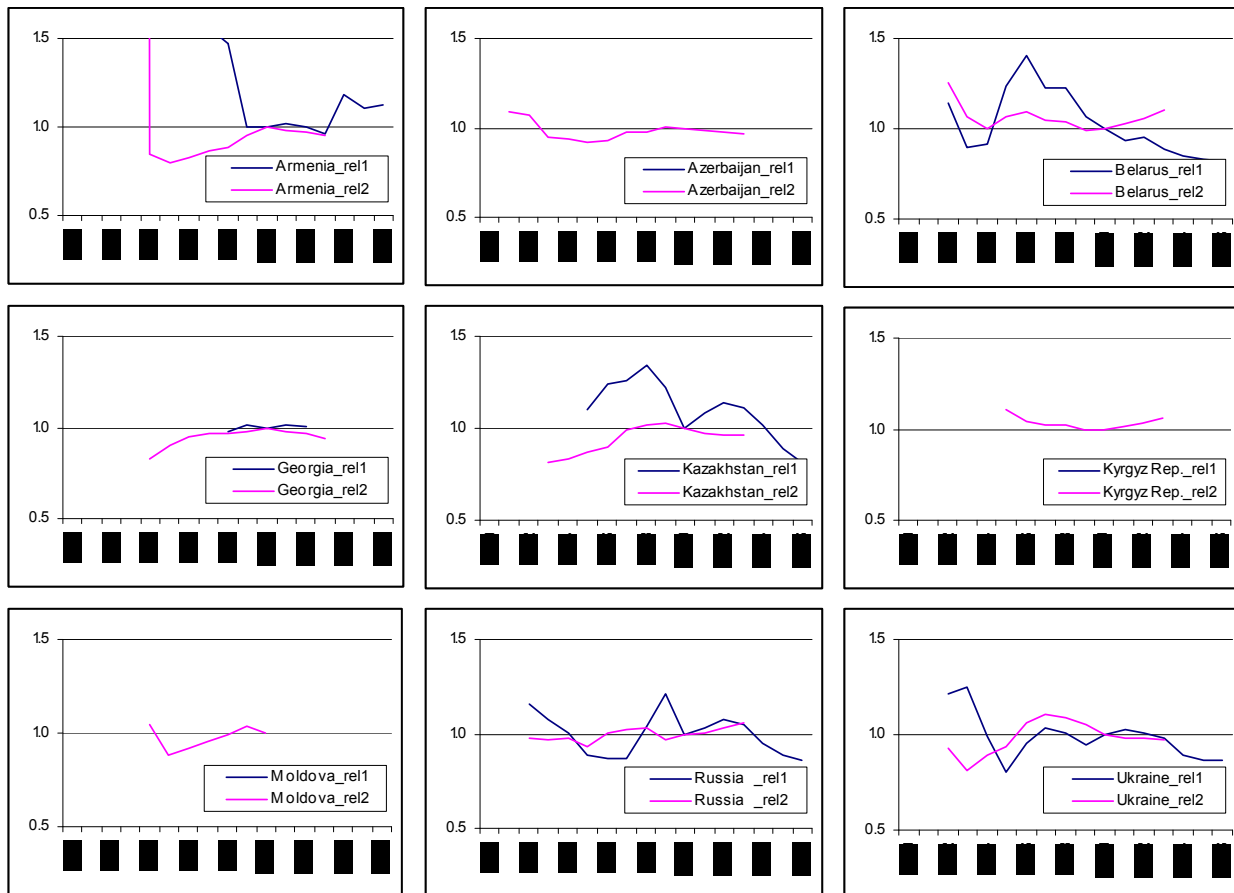 1.5
1.0
0.5
Armenia_rel1
Armenia_rel2
1.5
1.0
0.5
Azerbaijan_rel1
Azerbaijan_rel2
1.5
1.0
0.5
Belarus_rel1
Belarus_rel2
1.5
1.0
0.5
Georgia_rel1
Georgia_rel2
1.5
1.0
0.5
Kazakhstan_rel1
Kazakhstan_rel2
1.5
1.0
0.5
Kyrgyz Rep._rel1
Kyrgyz Rep._rel2
1.5
1.0
0.5
Moldova_rel1
Moldova_rel2
1.5
1.0
0.5
Russia _rel1
Russia _rel2
1.5
1.0
0.5
Ukraine_rel1
Ukraine_rel2